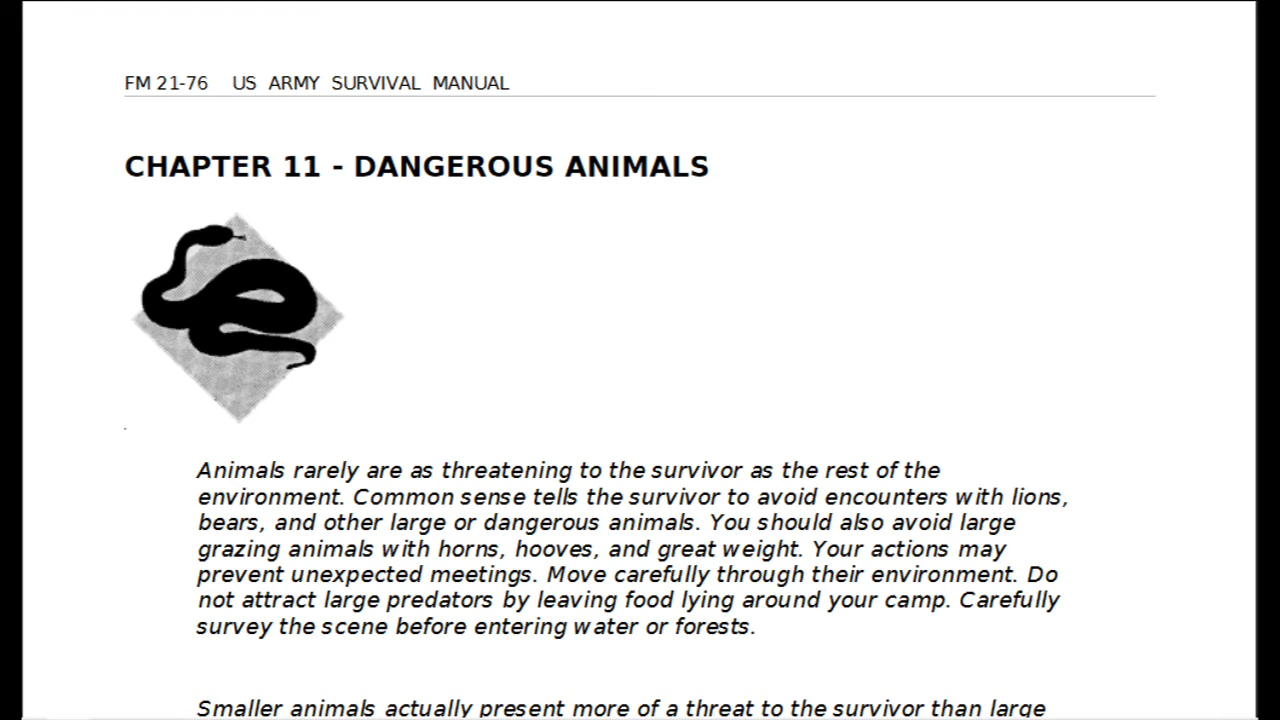 FM 21-76 US ARMY SURVIVAL MANUAL
CHAPTER 11 - DANGEROUS ANIMALS
Animals rarely are as threatening to the survivor as the rest of the
environment. Common sense tells the survivor to avoid encounters with lions,
bears, and other large or dangerous animals. You should also avoid large
grazing animals with horns, hooves, and great weight. Your actions may
prevent unexpected meetings. Move carefully through their environment. Do
not attract large predators by leaving food lying around your camp. Carefully
survey the scene before entering water or forests.
Smaller animals actually present more of a threat to the survivor than large